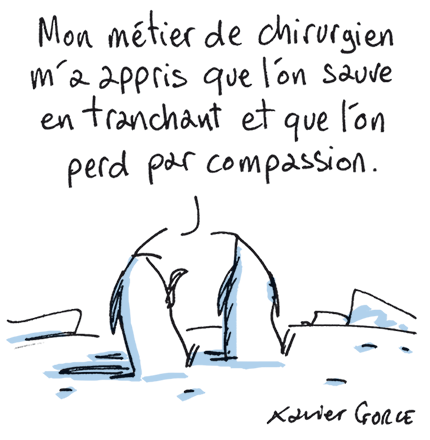 Mon métier de chirurgien
m'a appris que l'on sauve
en tranchant et que l'on
perd par compassion.
Xavier GORCE